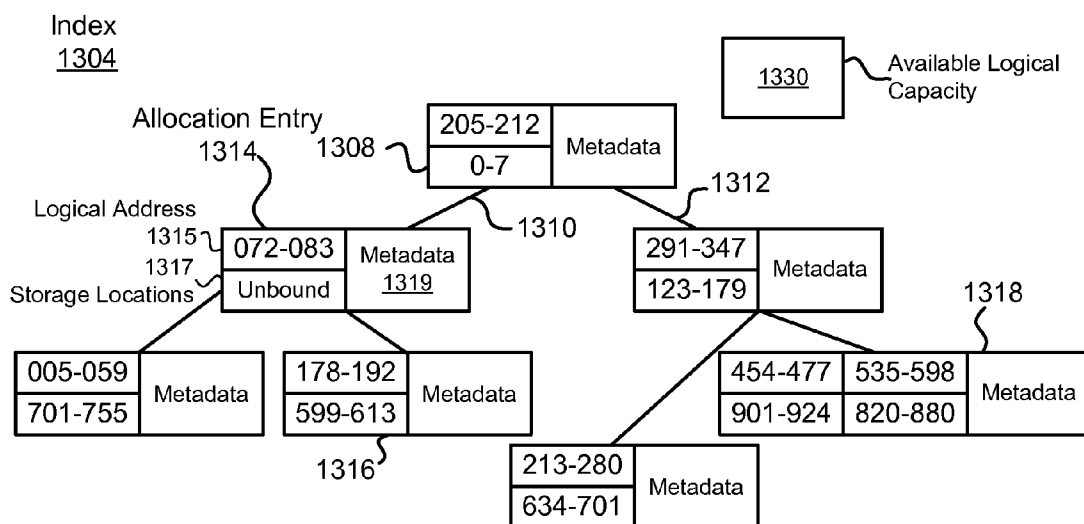 Index
1304
1330
Available Logical
Capacity
Allocation Entry
1314
1308
205-212
0-7
Metadata
1312
1310
Logical Address
1315
1317
Storage Locations
072-083
Unbound
Metadata
1319
291-347
123-179
Metadata
1318
005-059
701-755
Metadata
178-192
599-613
Metadata
1316
454-477 535-598
901-924 820-880
Metadata
213-280
634-701
Metadata